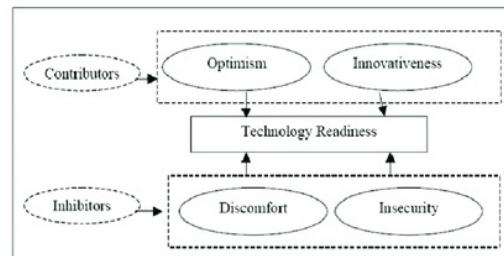 Optimism
Innovativeness
Contributors
Technology Readiness
Inhibitors
Discomfort
Insecurity